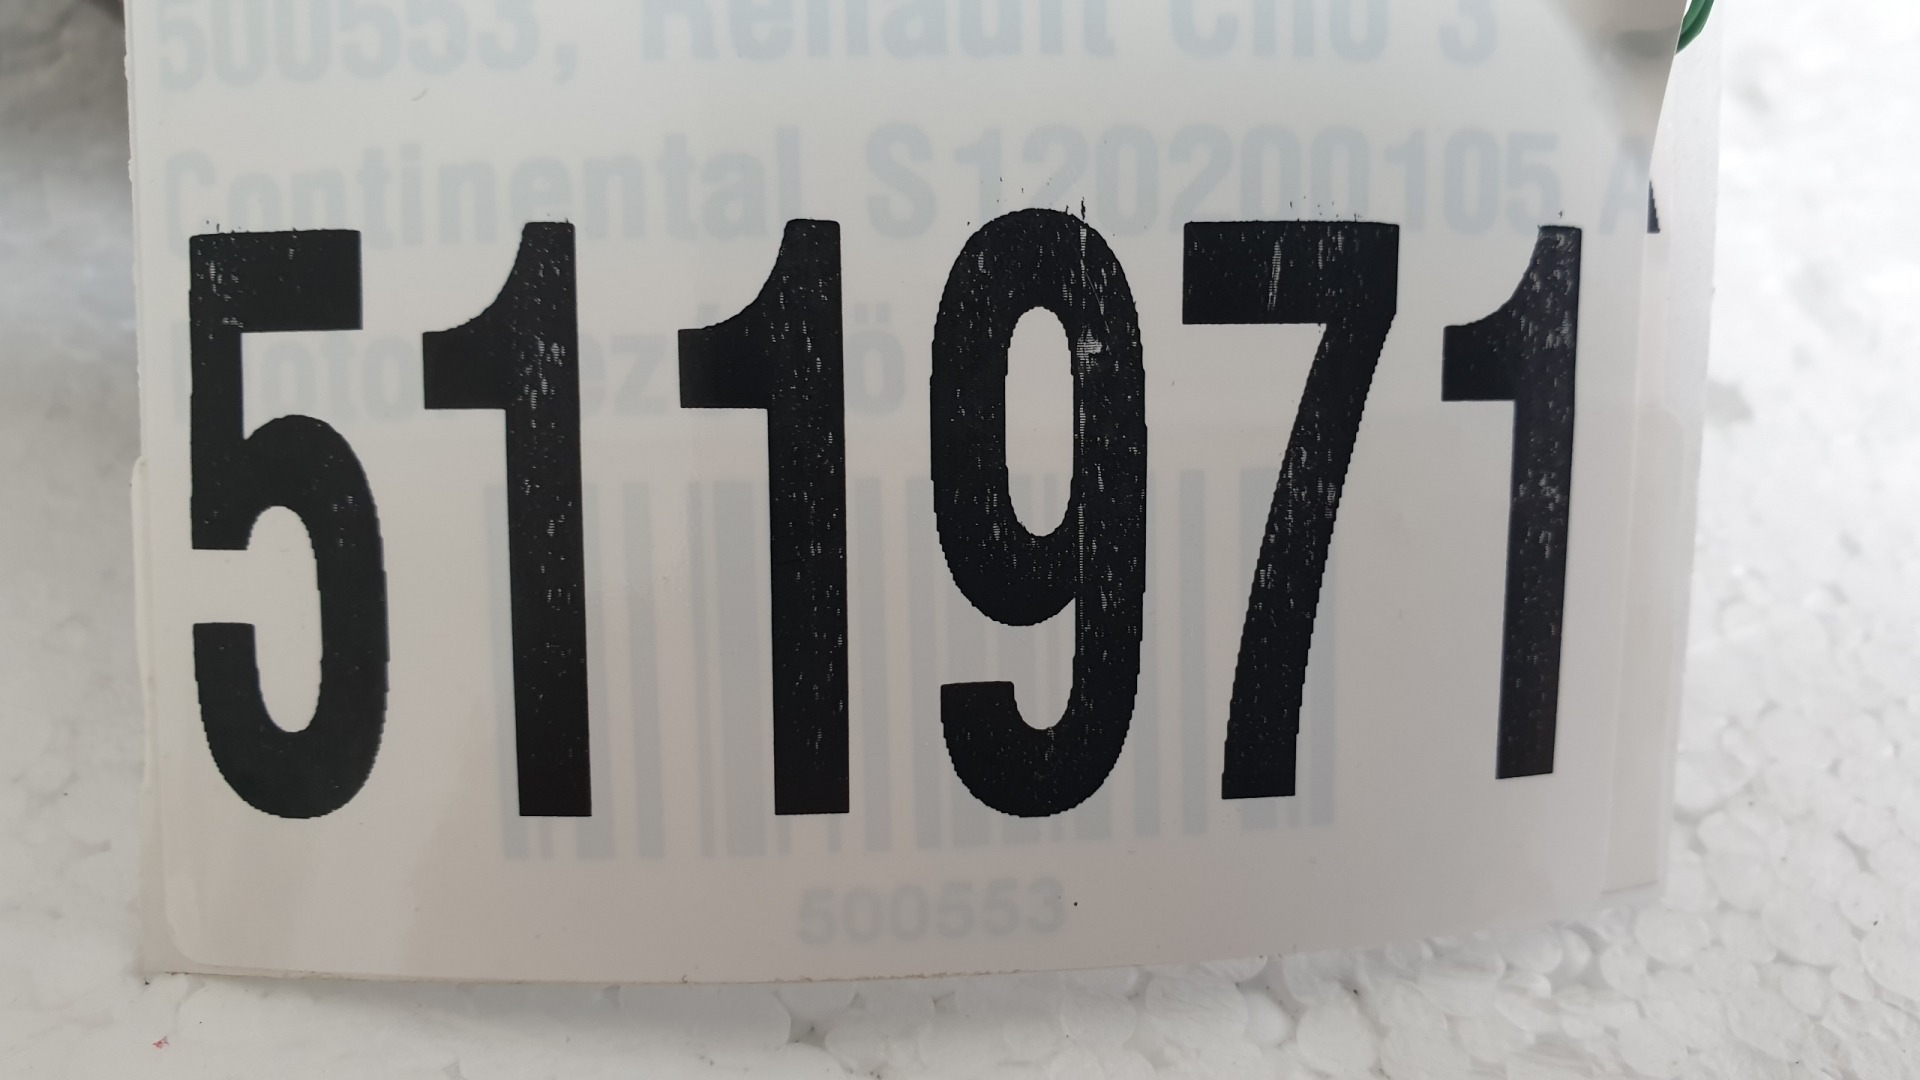 500553, Renault Clio 3
Continental S120200105 A
511971
500553